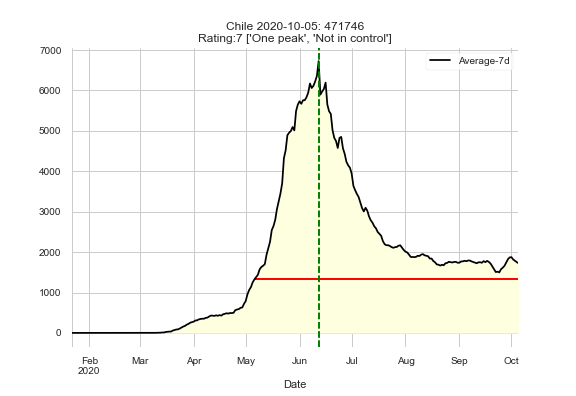 Chile 2020-10-05: 471746
Rating:7 ['One peak', 'Not in control']
Average-7d
7000
6000
5000
4000
3000
2000
1000
0
Feb Mar Apr May Jun Jul Aug Sep Oct
2020
Date